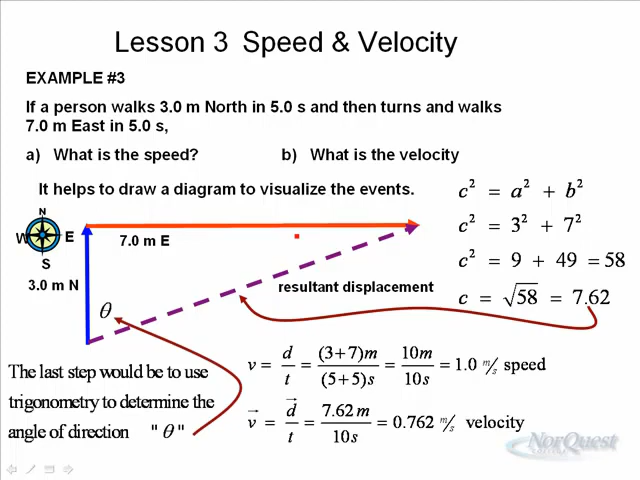 Lesson 3 Speed & Velocity
EXAMPLE #3
If a person walks 3.0 m North in 5.0 s and then turns and walks
7.0 m East in 5.0 s,
a) What is the speed? b) What is the velocity
It helps to draw a diagram to visualize the events.
c² = a² + b²
c² = 3² + 7²
c² = 9 + 49 = 58
c = √58 = 7.62
N
W E
S
7.0 m E
3.0 m N
θ
resultant displacement
v = d/t = (3+7)m/(5+5)s = 10m/10s = 1.0 m/s speed
v⃗ = d⃗/t = 7.62 m/10s = 0.762 m/s velocity
The last step would be to use
trigonometry to determine the
angle of direction "θ"
NorQuest